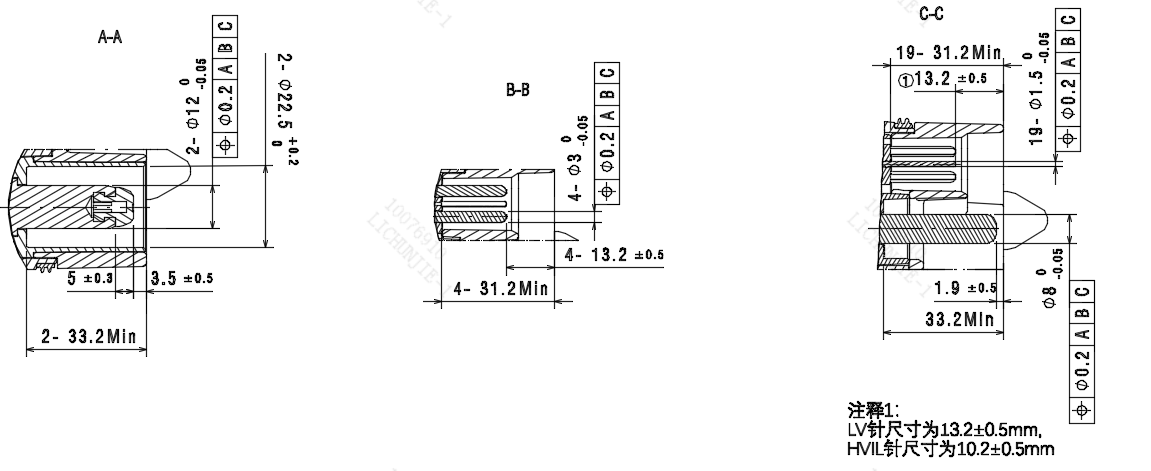 A-A
2- Φ12 0 -0.05
⌖ Φ0.2 A B C
2- Φ22.5 +0.2 0
5 ±0.3
3.5 ±0.5
2- 33.2Min
B-B
4- Φ3 0 -0.05
⌖ Φ0.2 A B C
4- 13.2 ±0.5
4- 31.2Min
10076916
LICHUNJIE-1
C-C
19- 31.2Min
①13.2 ±0.5
19- Φ1.5 0 -0.05
⌖ Φ0.2 A B C
1.9 ±0.5
33.2Min
Φ8 0 -0.05
⌖ Φ0.2 A B C
注释1:
LV针尺寸为13.2±0.5mm,
HVIL针尺寸为10.2±0.5mm